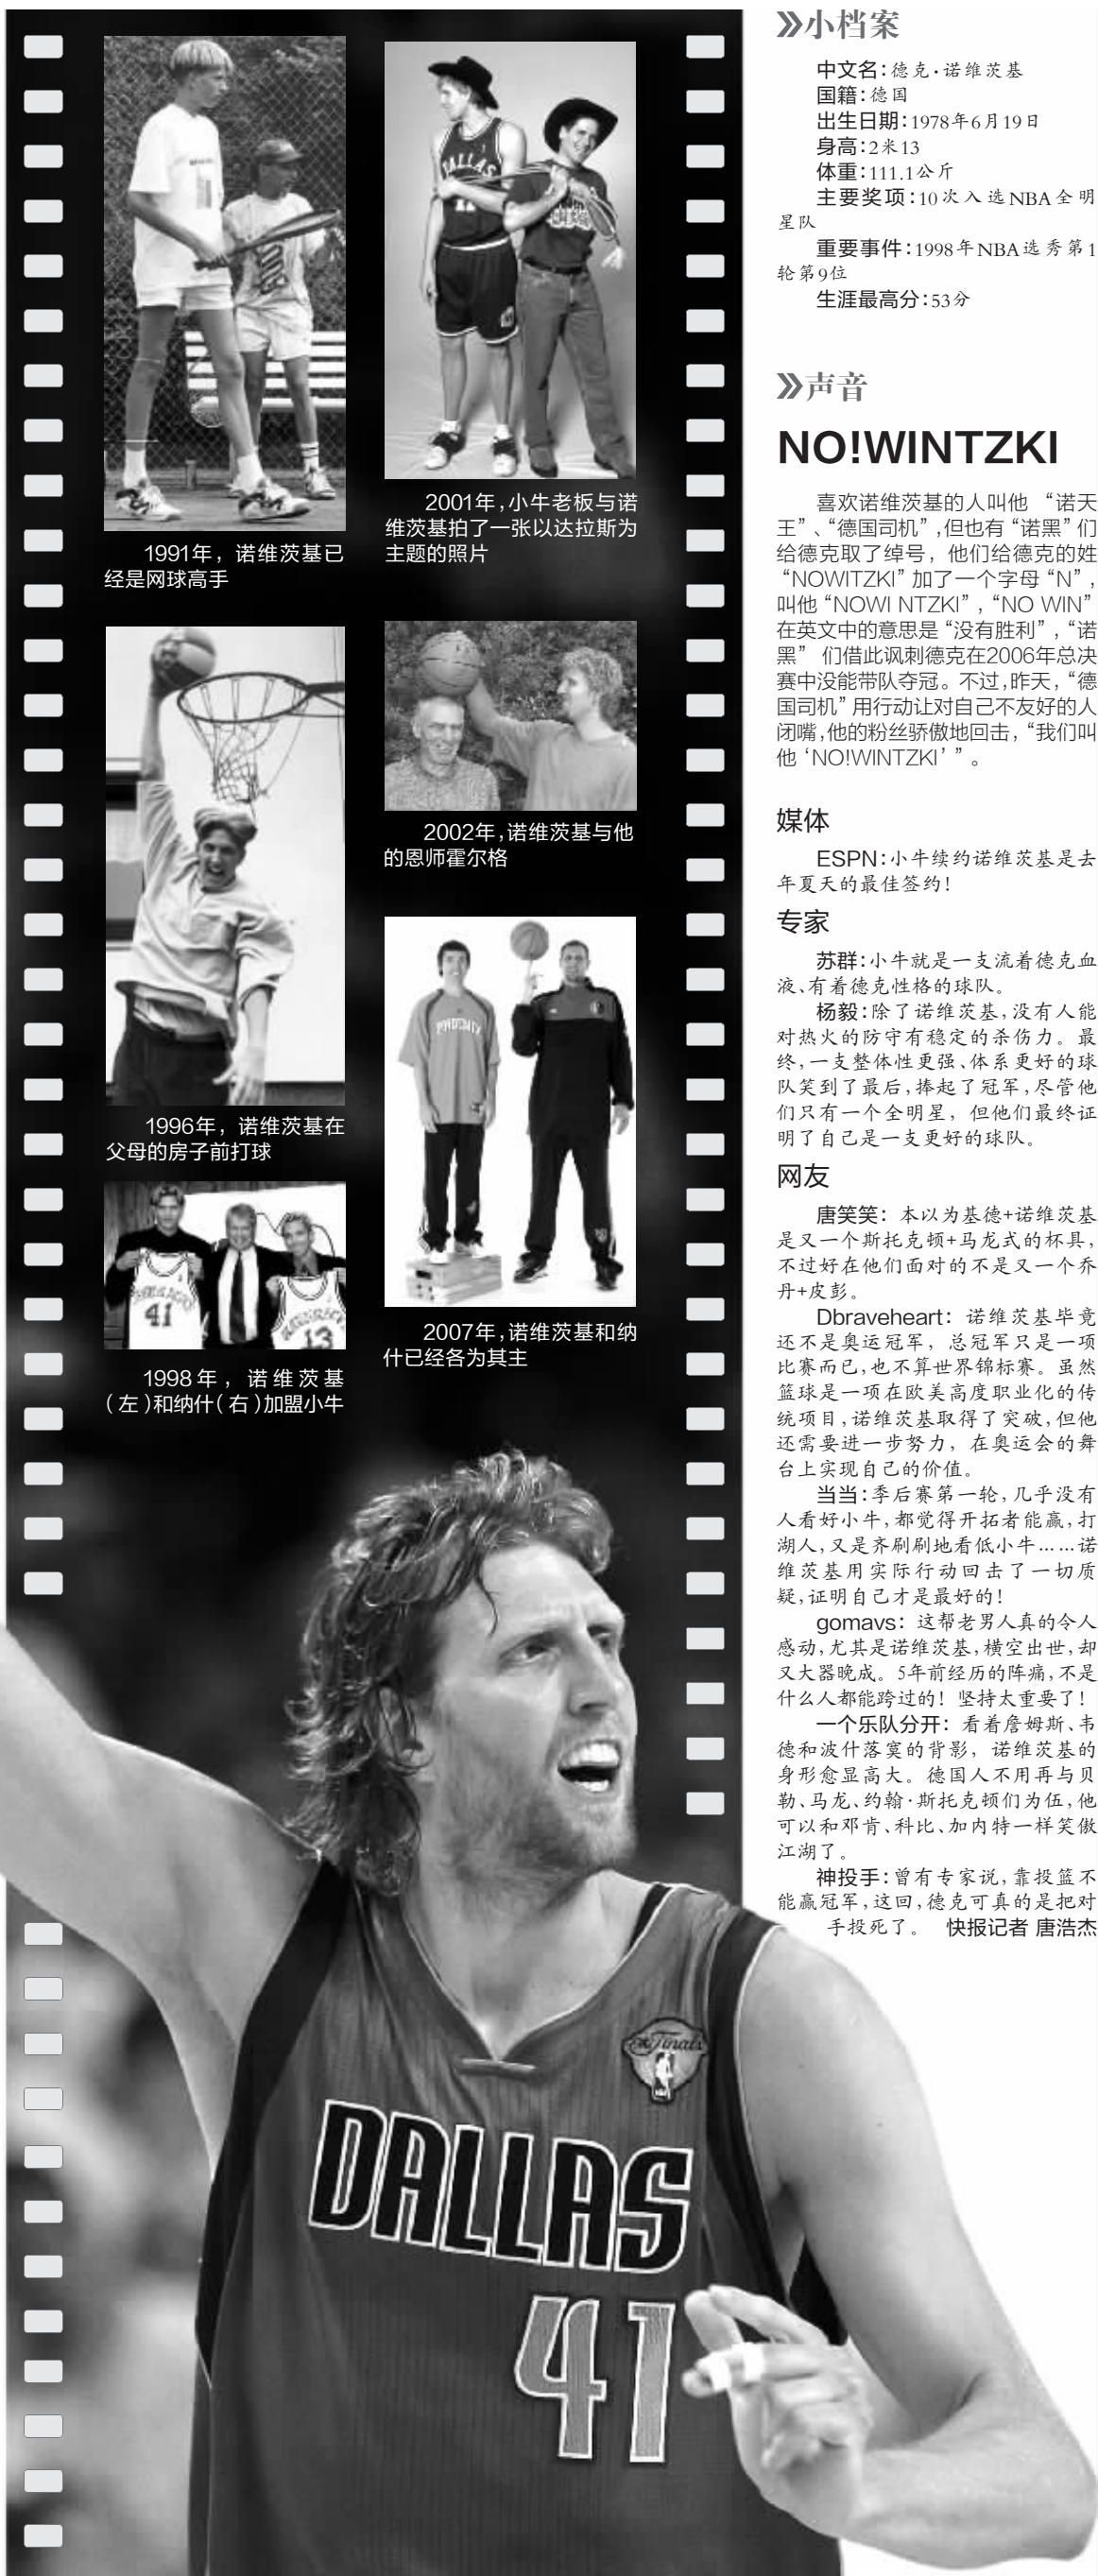 1991年，诺维茨基已
经是网球高手
2001年，小牛老板与诺
维茨基拍了一张以达拉斯为
主题的照片
1996年，诺维茨基在
父母的房子前打球
2002年，诺维茨基与他
的恩师霍尔格
1998年，诺维茨基
（左）和纳什（右）加盟小牛
2007年，诺维茨基和纳
什已经各为其主
DALLAS
PHOENIX
41
13
The Finals
DALLAS
41
小档案
中文名：德克·诺维茨基
国籍：德国
出生日期：1978年6月19日
身高：2米13
体重：111.1公斤
主要奖项：10次入选NBA全明
星队
重要事件：1998年NBA选秀第1
轮第9位
生涯最高分：53分
声音
NO!WINTZKI
喜欢诺维茨基的人叫他 “诺天
王”、“德国司机”，但也有“诺黑”们
给德克取了绰号，他们给德克的姓
“NOWITZKI”加了一个字母“N”，
叫他“NOWI NTZKI”，“NO WIN”
在英文中的意思是“没有胜利”，“诺
黑” 们借此讽刺德克在2006年总决
赛中没能带队夺冠。不过，昨天，“德
国司机”用行动让对自己不友好的人
闭嘴，他的粉丝骄傲地回击，“我们叫
他‘NO!WINTZKI’”。
媒体
ESPN：小牛续约诺维茨基是去
年夏天的最佳签约！
专家
苏群：小牛就是一支流着德克血
液、有着德克性格的球队。
杨毅：除了诺维茨基，没有人能
对热火的防守有稳定的杀伤力。最
终，一支整体性更强、体系更好的球
队笑到了最后，捧起了冠军，尽管他
们只有一个全明星，但他们最终证
明了自己是一支更好的球队。
网友
唐笑笑：本以为基德+诺维茨基
是又一个斯托克顿+马龙式的杯具，
不过好在他们面对的不是又一个乔
丹+皮彭。
Dbraveheart：诺维茨基毕竟
还不是奥运冠军，总冠军只是一项
比赛而已，也不算世界锦标赛。虽然
篮球是一项在欧美高度职业化的传
统项目，诺维茨基取得了突破，但他
还需要进一步努力，在奥运会的舞
台上实现自己的价值。
当当：季后赛第一轮，几乎没有
人看好小牛，都觉得开拓者能赢，打
湖人，又是齐刷刷地看低小牛……诺
维茨基用实际行动回击了一切质
疑，证明自己才是最好的！
gomavs：这帮老男人真的令人
感动，尤其是诺维茨基，横空出世，却
又大器晚成。5年前经历的阵痛，不是
什么人都能跨过的！坚持太重要了！
一个乐队分开：看着詹姆斯、韦
德和波什落寞的背影，诺维茨基的
身形愈显高大。德国人不用再与贝
勒、马龙、约翰·斯托克顿们为伍，他
可以和邓肯、科比、加内特一样笑傲
江湖了。
神投手：曾有专家说，靠投篮不
能赢冠军，这回，德克可真的是把对
手投死了。 快报记者 唐浩杰